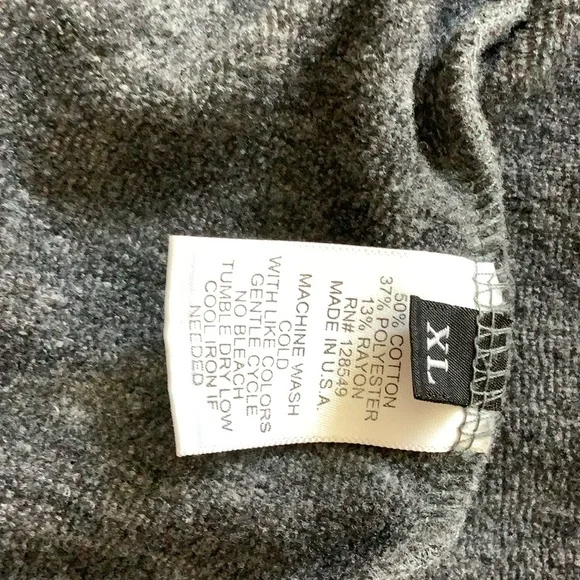 XL
50% COTTON
37% POLYESTER
13% RAYON
RN# 128549
MADE IN U.S.A.
MACHINE WASH
COLD
WITH LIKE COLORS
GENTLE CYCLE
NO BLEACH
TUMBLE DRY LOW
COOL IRON IF
NEEDED